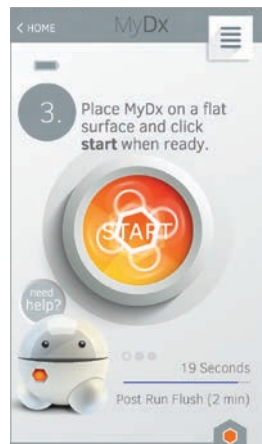 < HOME
MyDx
3.
Place MyDx on a flat
surface and click
start when ready.
START
need
help?
19 Seconds
Post Run Flush (2 min)